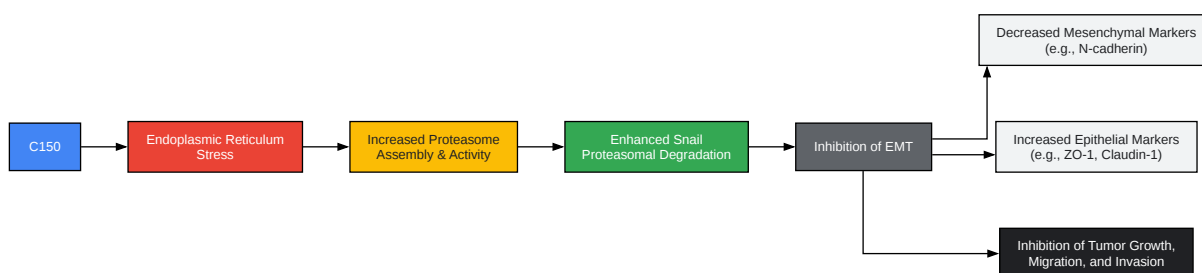 C150
Endoplasmic Reticulum
Stress
Increased Proteasome
Assembly & Activity
Enhanced Snail
Proteasomal Degradation
Inhibition of EMT
Decreased Mesenchymal Markers
(e.g., N-cadherin)
Increased Epithelial Markers
(e.g., ZO-1, Claudin-1)
Inhibition of Tumor Growth,
Migration, and Invasion